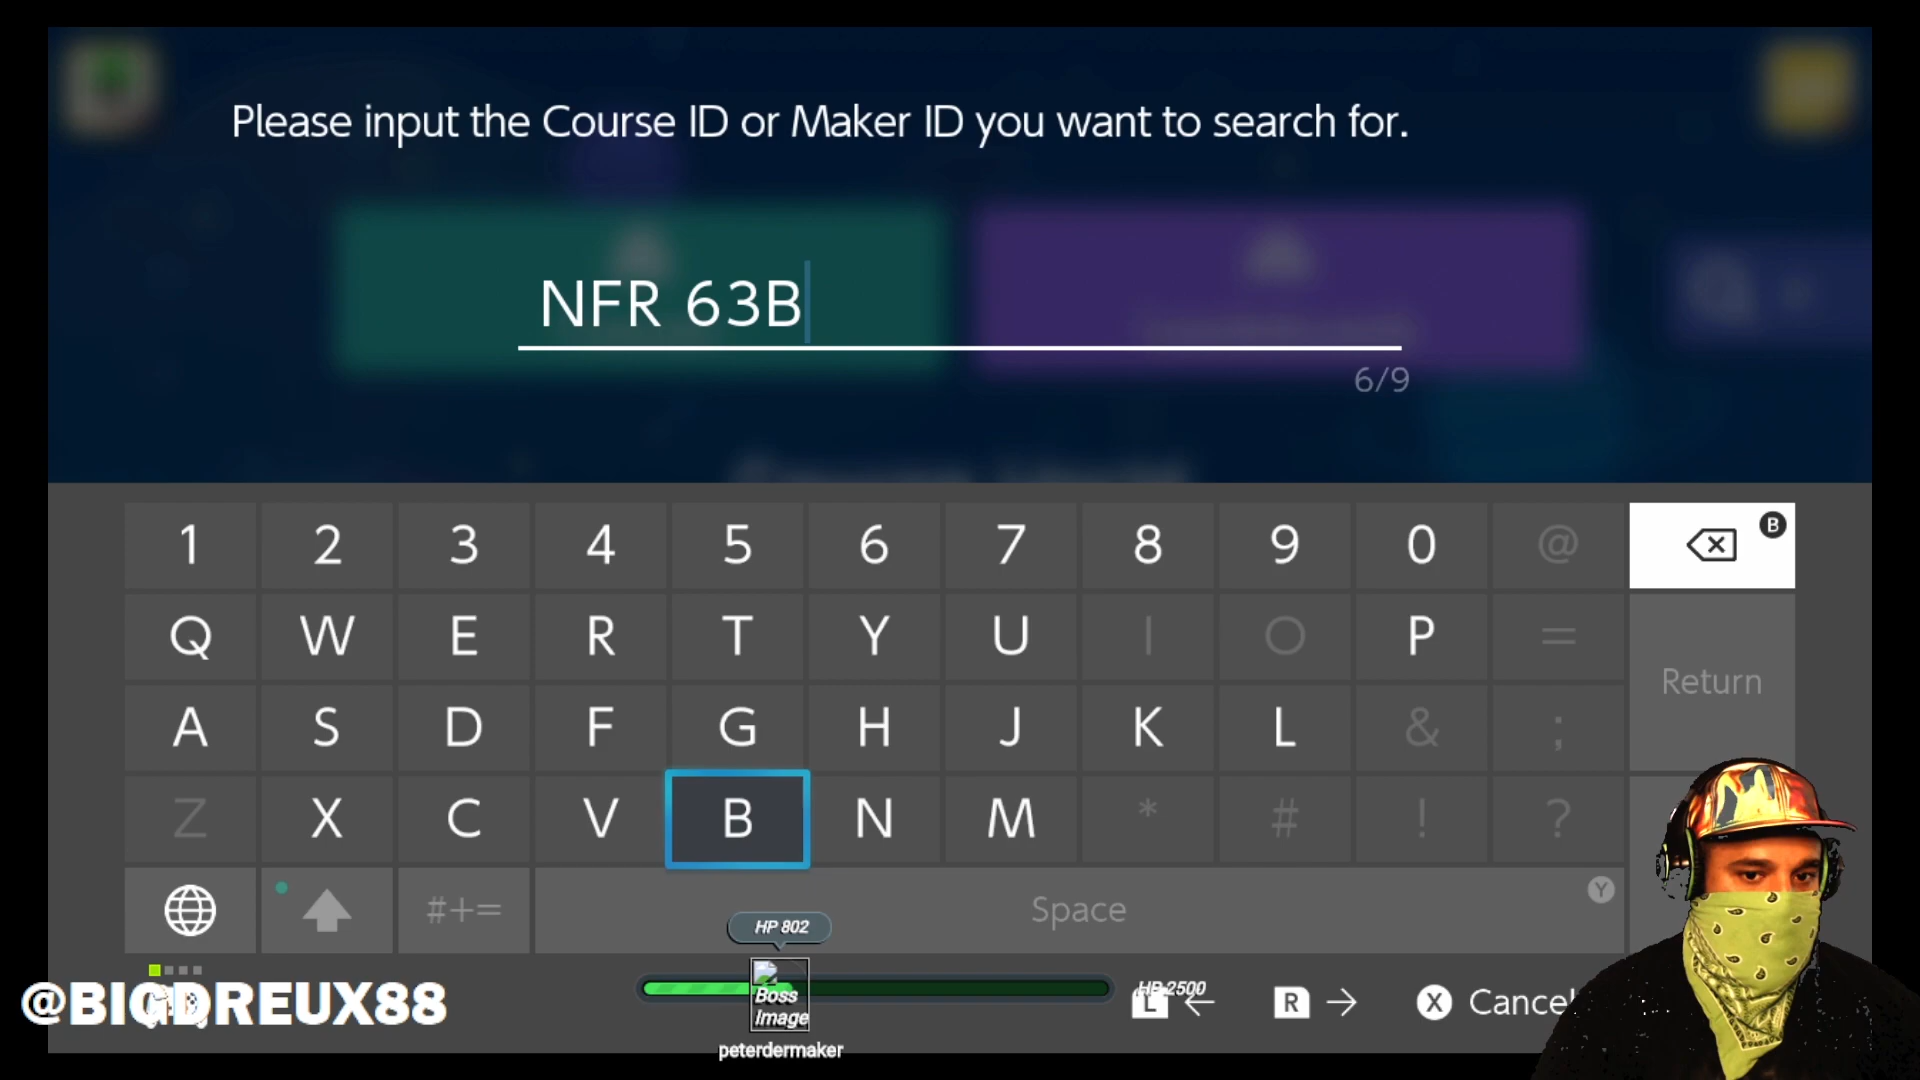 Please input the Course ID or Maker ID you want to search for.
NFR 63B
6/9
1 2 3 4 5 6 7 8 9 0 @ B
Q W E R T Y U I O P =
Return
A S D F G H J K L & ;
Z X C V B N M * # ! ?
#+= Space Y
HP 802
@BIGDREUX88
Boss Image
HP 2500
L ← R → X Cancel
peterdermaker